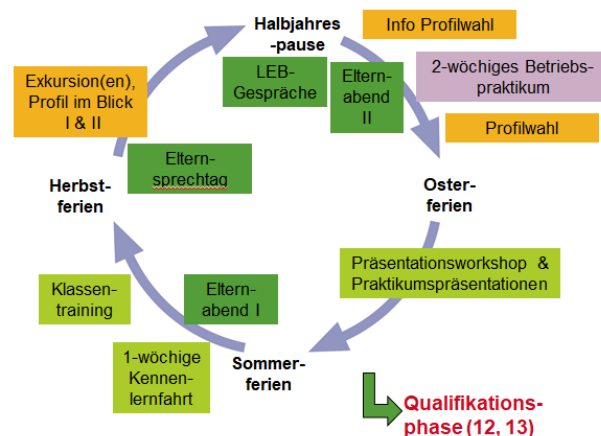 Halbjahres
-pause
Info Profilwahl
LEB-
Gespräche
Eltern-
abend
II
2-wöchiges Betriebs-
praktikum
Profilwahl
Exkursion(en),
Profil im Blick
I & II
Eltern-
sprechtag
Herbst-
ferien
Oster-
ferien
Präsentationsworkshop &
Praktikumspräsentationen
Klassen-
training
Eltern-
abend I
1-wöchige
Kennen-
lernfahrt
Sommer-
ferien
Qualifikations-
phase (12, 13)